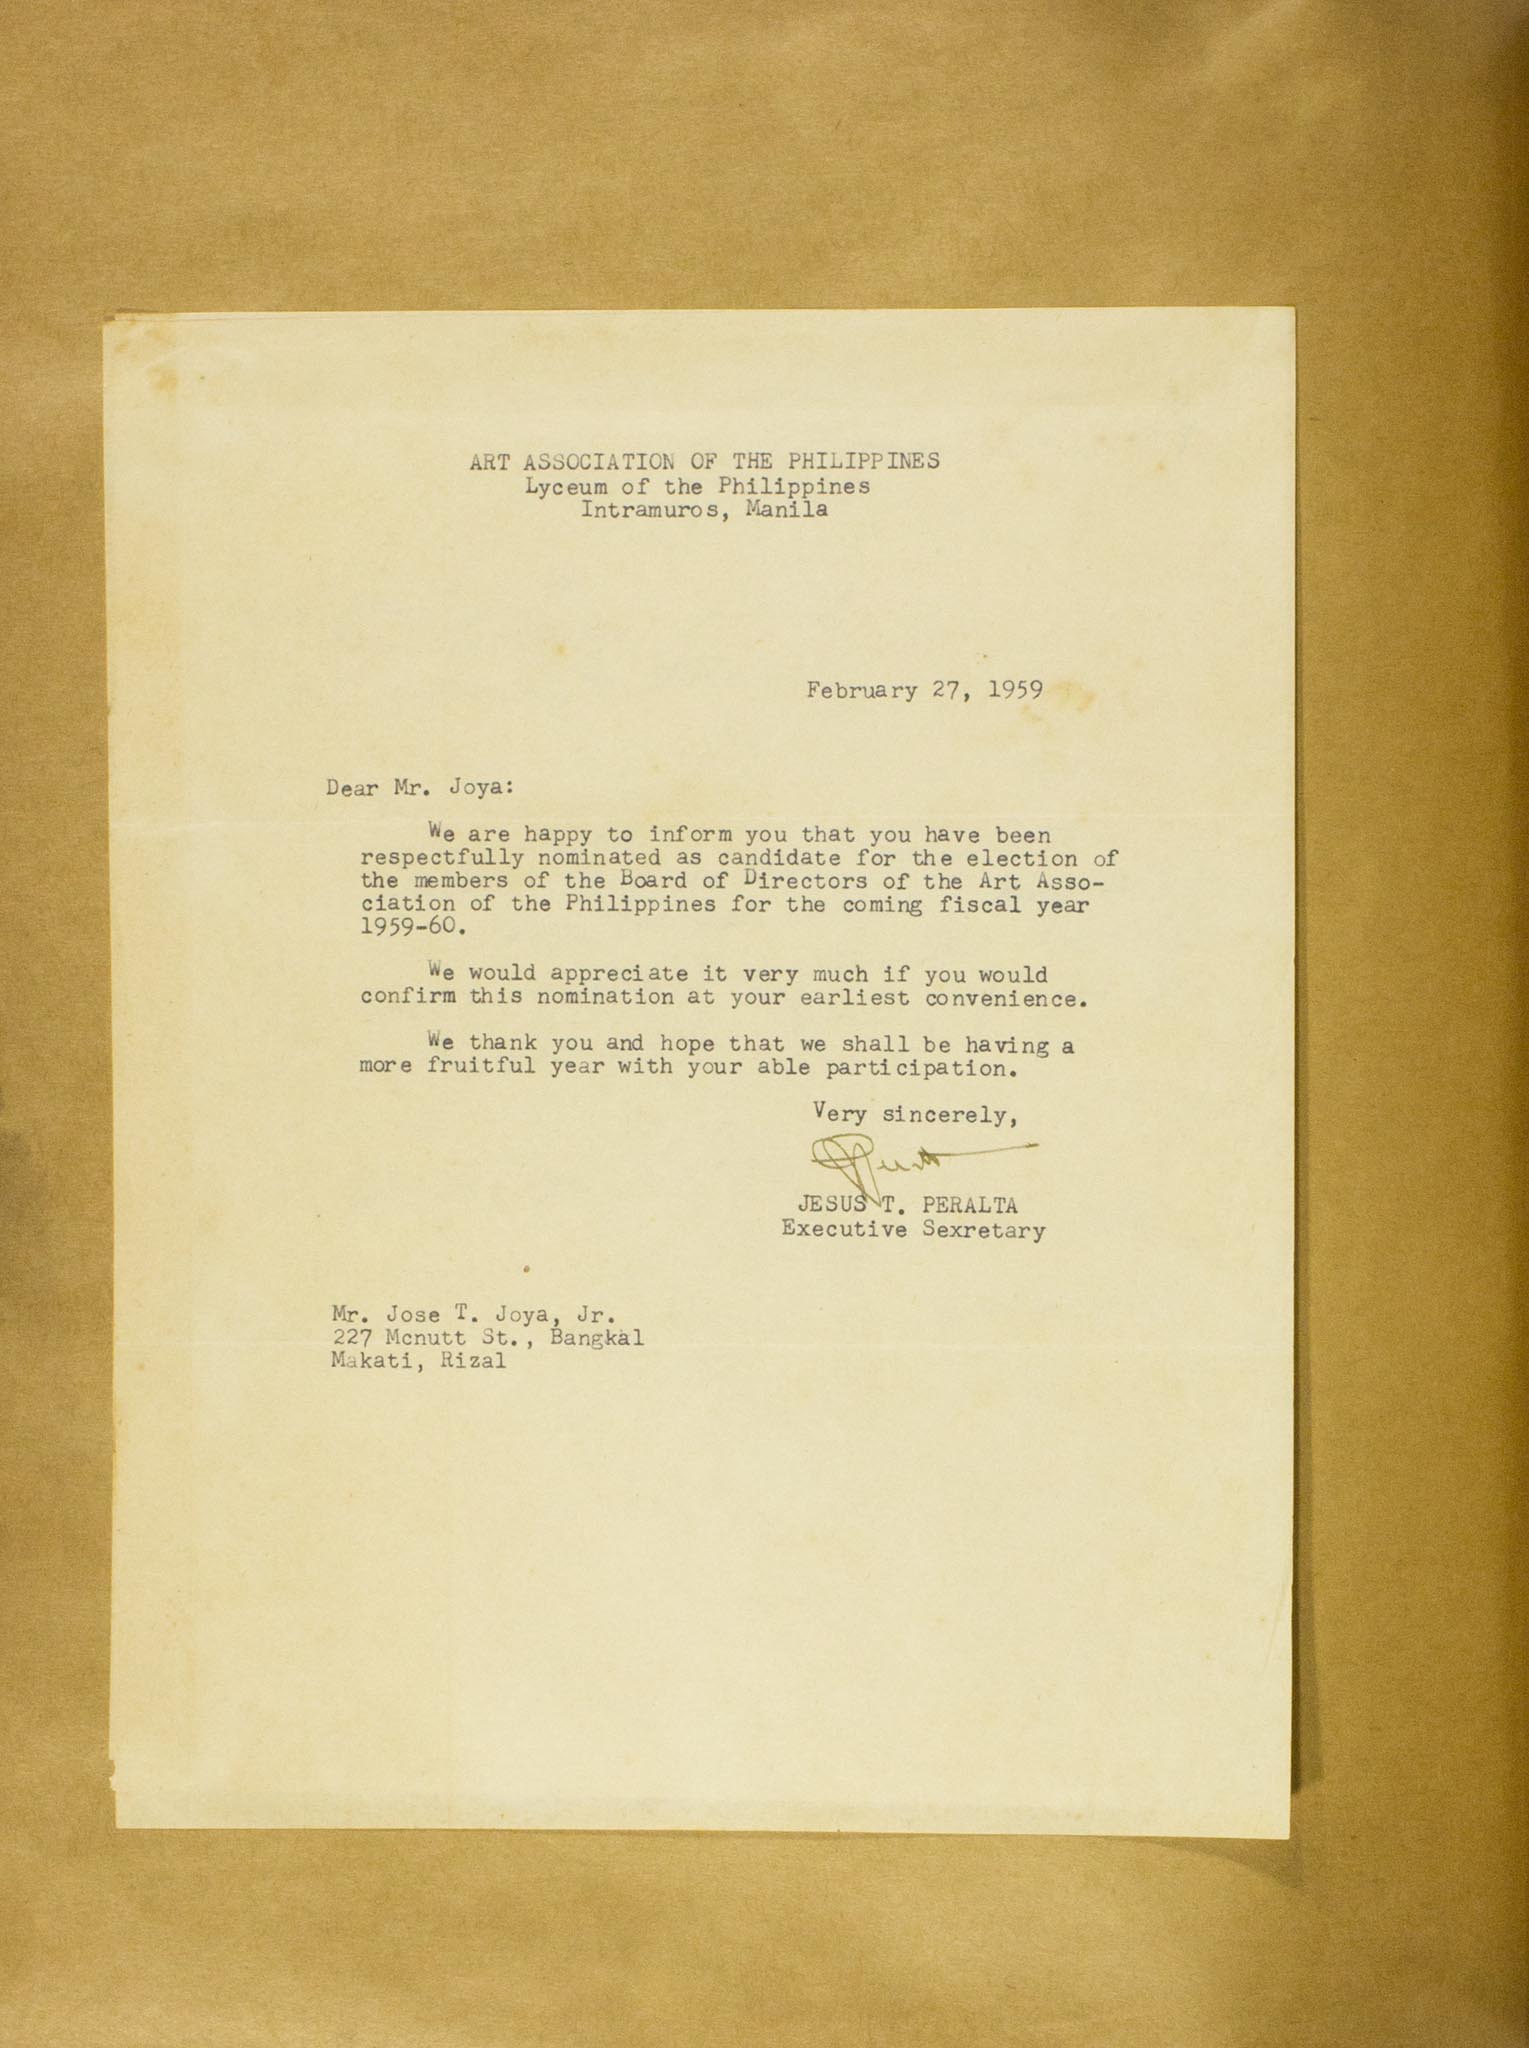 ART ASSOCIATION OF THE PHILIPPINES
Lyceum of the Philippines
Intramuros, Manila
February 27, 1959
Dear Mr. Joya:
We are happy to inform you that you have been
respectfully nominated as candidate for the election of
the members of the Board of Directors of the Art Asso-
ciation of the Philippines for the coming fiscal year
1959-60.
We would appreciate it very much if you would
confirm this nomination at your earliest convenience.
We thank you and hope that we shall be having a
more fruitful year with your able participation.
Very sincerely,
JESUS T. PERALTA
Executive Sexretary
Mr. Jose T. Joya, Jr.
227 Mcnutt St., Bangkal
Makati, Rizal